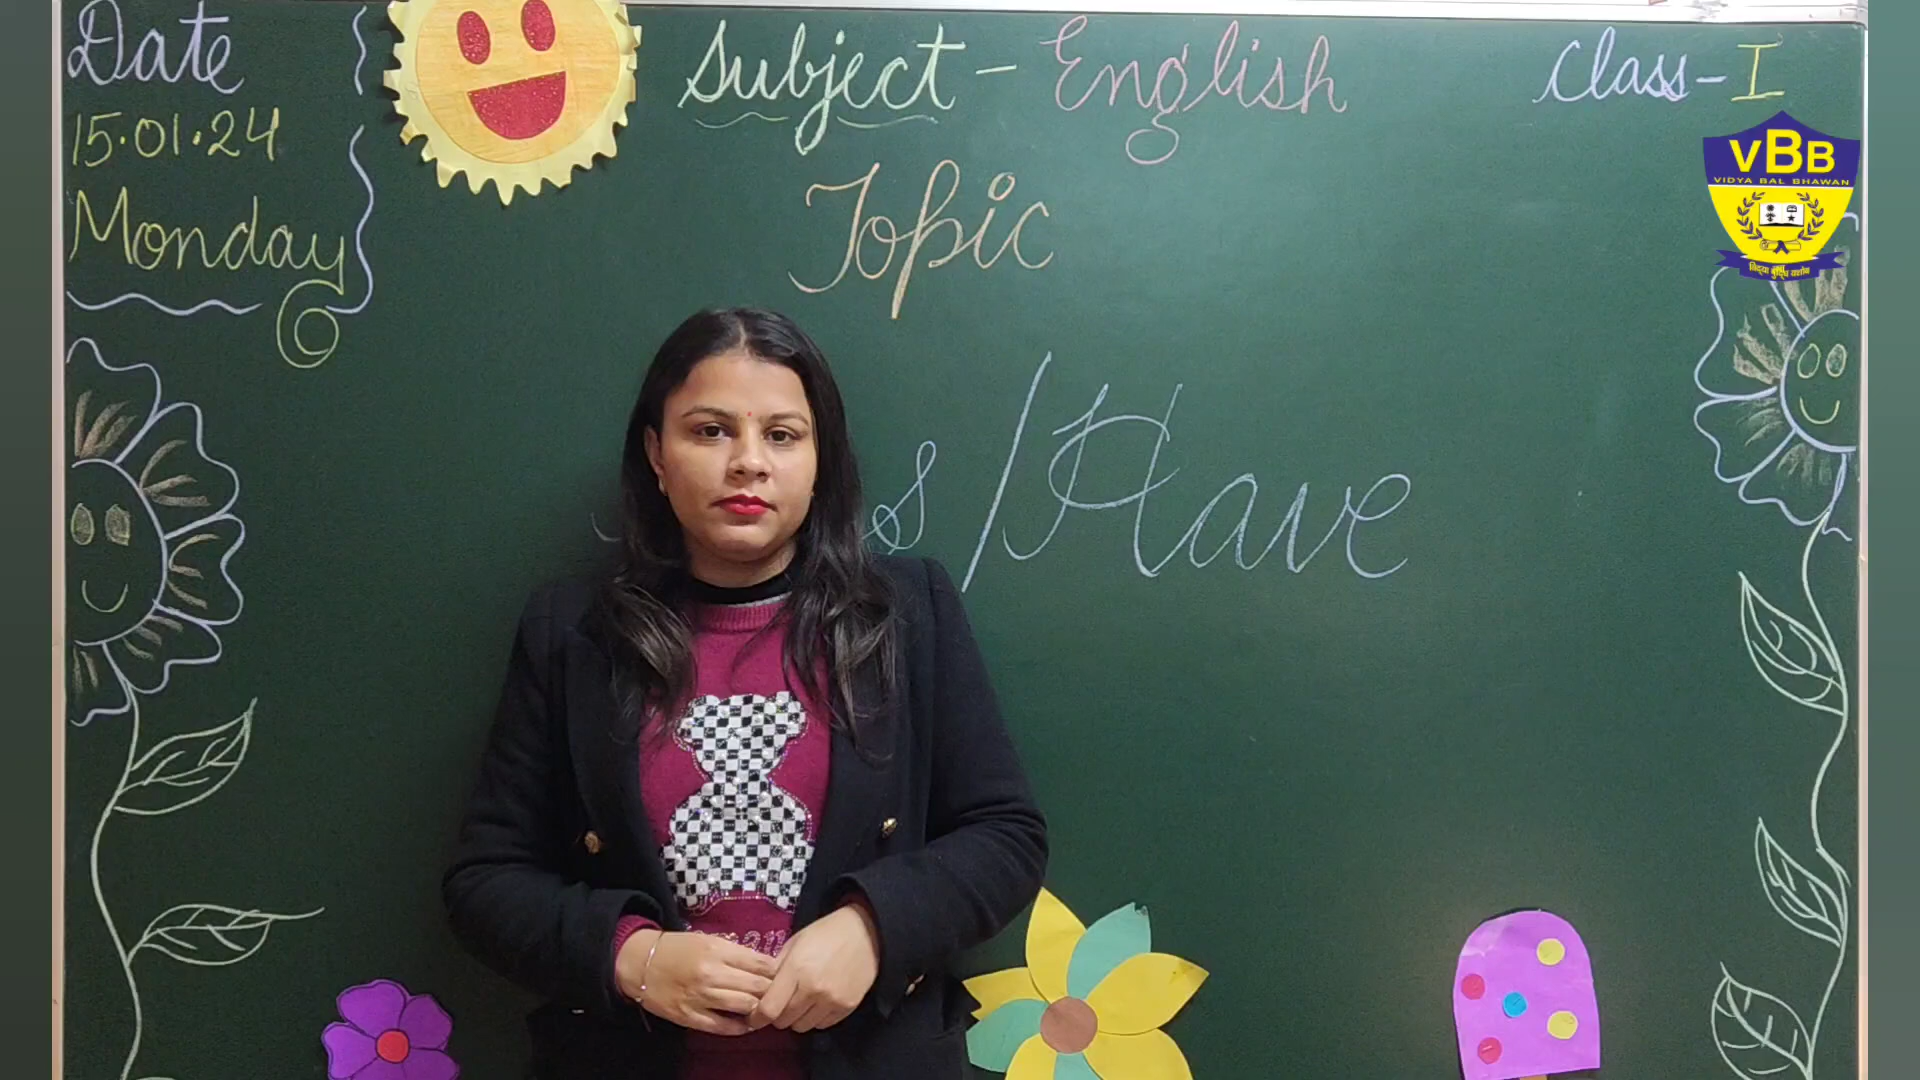 Date
15.01.24
Monday
Subject - English
Class - I
Topic
s/Have
VBB
VIDYA BAL BHAWAN